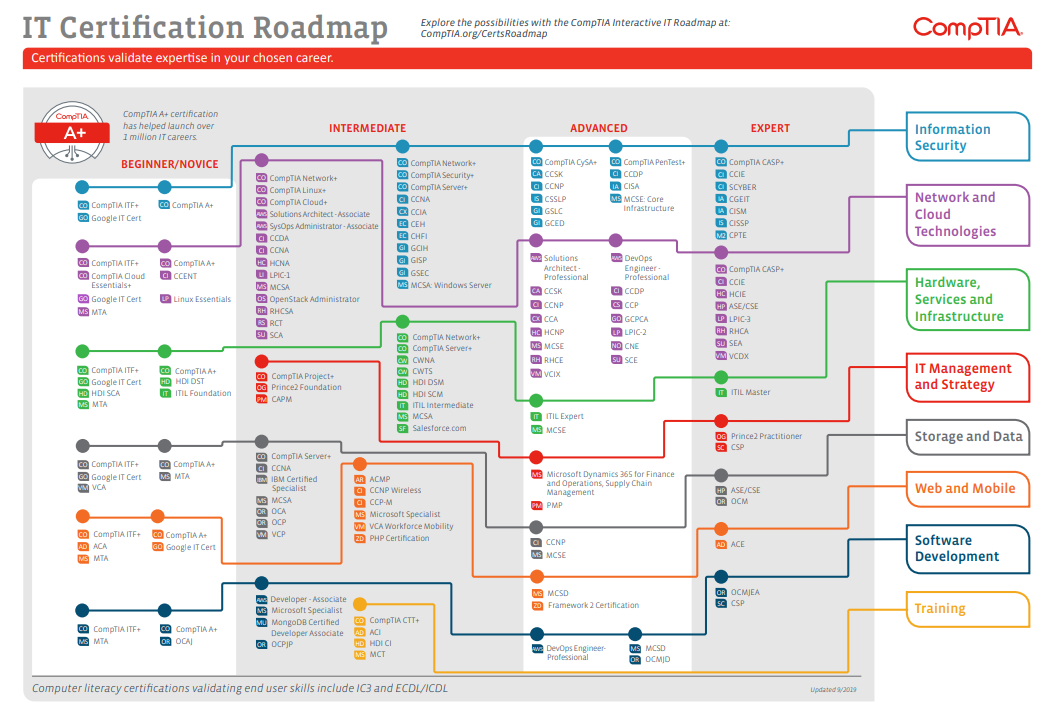 IT Certification Roadmap
Explore the possibilities with the CompTIA Interactive IT Roadmap at:
CompTIA.org/CertsRoadmap
CompTIA.
Certifications validate expertise in your chosen career.
CompTIA
A+
CompTIA A+ certification
has helped launch over
1 million IT careers.
BEGINNER/NOVICE
INTERMEDIATE
ADVANCED
EXPERT
Information
Security
CO CompTIA ITF+
GO Google IT Cert
CO CompTIA A+
CO CompTIA Network+
CO CompTIA Security+
CO CompTIA Server+
CI CCNA
CX CCIA
EC CEH
EC CHFI
GI GCIH
GI GISP
GI GSEC
MS MCSA: Windows Server
CO CompTIA CySA+
CA CCSK
CI CCNP
IS CSSLP
GI GSLC
GI GCED
CO CompTIA PenTest+
CI CCDP
IA CISA
MS MCSE: Core
Infrastructure
CO CompTIA CASP+
CI CCIE
CI SCYBER
IA CGEIT
IA CISM
IS CISSP
M2 CPTE
Network and
Cloud
Technologies
CO CompTIA ITF+
CO CompTIA Cloud
Essentials+
GO Google IT Cert
MS MTA
CO CompTIA A+
CI CCENT
LP Linux Essentials
CO CompTIA Network+
CO CompTIA Linux+
CO CompTIA Cloud+
AWS Solutions Architect - Associate
AWS SysOps Administrator - Associate
CI CCDA
CI CCNA
HC HCNA
LI LPIC-1
MS MCSA
OS OpenStack Administrator
RH RHCSA
RS RCT
SU SCA
AWS Solutions
Architect -
Professional
CA CCSK
CI CCNP
CX CCA
HC HCNP
MS MCSE
RH RHCE
VM VCIX
AWS DevOps
Engineer -
Professional
CI CCDP
CS CCP
GO GCPCA
LP LPIC-2
NO CNE
SU SCE
CO CompTIA CASP+
CI CCIE
HC HCIE
HP ASE/CSE
LP LPIC-3
RH RHCA
SU SEA
VM VCDX
Hardware,
Services and
Infrastructure
CO CompTIA ITF+
GO Google IT Cert
HD HDI SCA
MS MTA
CO CompTIA A+
HD HDI DST
IT ITIL Foundation
CO CompTIA Network+
CO CompTIA Server+
CW CWNA
CW CWTS
HD HDI DSM
HD HDI SCM
IT ITIL Intermediate
MS MCSA
SF Salesforce.com
IT ITIL Expert
MS MCSE
IT ITIL Master
IT Management
and Strategy
CO CompTIA Project+
OG Prince2 Foundation
PM CAPM
MS Microsoft Dynamics 365 for Finance
and Operations, Supply Chain
Management
PM PMP
OG Prince2 Practitioner
SC CSP
Storage and Data
CO CompTIA ITF+
GO Google IT Cert
VM VCA
CO CompTIA A+
MS MTA
CO CompTIA Server+
CI CCNA
IBM IBM Certified
Specialist
MS MCSA
OR OCA
OR OCP
VM VCP
CI CCNP
MS MCSE
HP ASE/CSE
OR OCM
Web and Mobile
CO CompTIA ITF+
AD ACA
MS MTA
CO CompTIA A+
GO Google IT Cert
AR ACMP
CI CCNP Wireless
CI CCP-M
MS Microsoft Specialist
VM VCA Workforce Mobility
ZD PHP Certification
MS MCSD
ZD Framework 2 Certification
AD ACE
Software
Development
CO CompTIA ITF+
MS MTA
CO CompTIA A+
OR OCAJ
AWS Developer - Associate
MS Microsoft Specialist
MU MongoDB Certified
Developer Associate
OR OCPJP
AWS DevOps Engineer-
Professional
MS MCSD
OR OCMJD
OR OCMJEA
SC CSP
Training
CO CompTIA CTT+
AD ACI
HD HDI CI
MS MCT
Computer literacy certifications validating end user skills include IC3 and ECDL/ICDL
Updated 9/2019